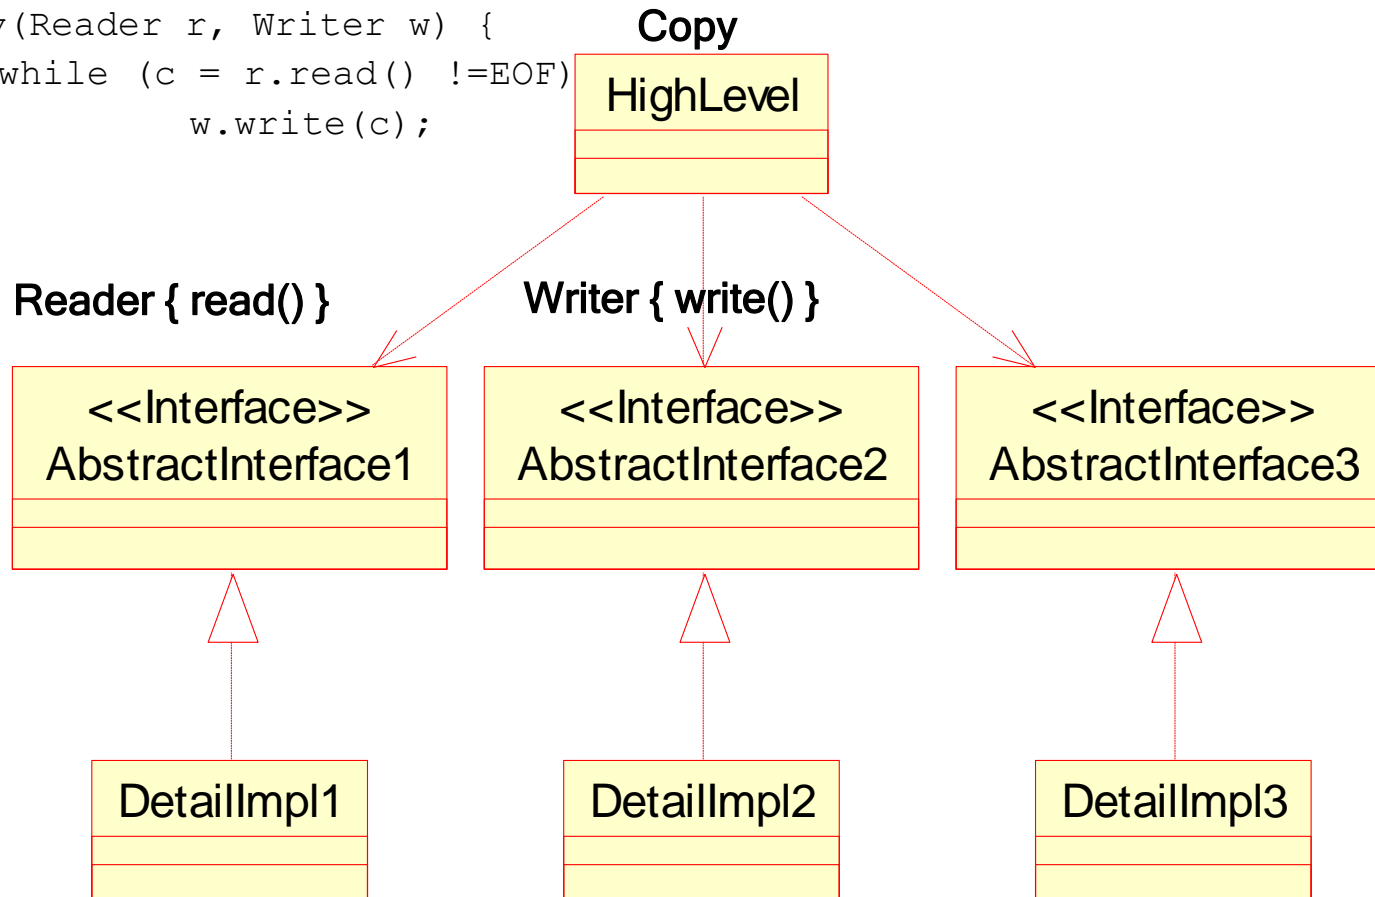 (Reader r, Writer w) {
while (c = r.read() !=EOF)
w.write(c);
Copy
HighLevel
Reader { read() }
Writer { write() }
<<Interface>>
AbstractInterface1
<<Interface>>
AbstractInterface2
<<Interface>>
AbstractInterface3
DetailImpl1
DetailImpl2
DetailImpl3